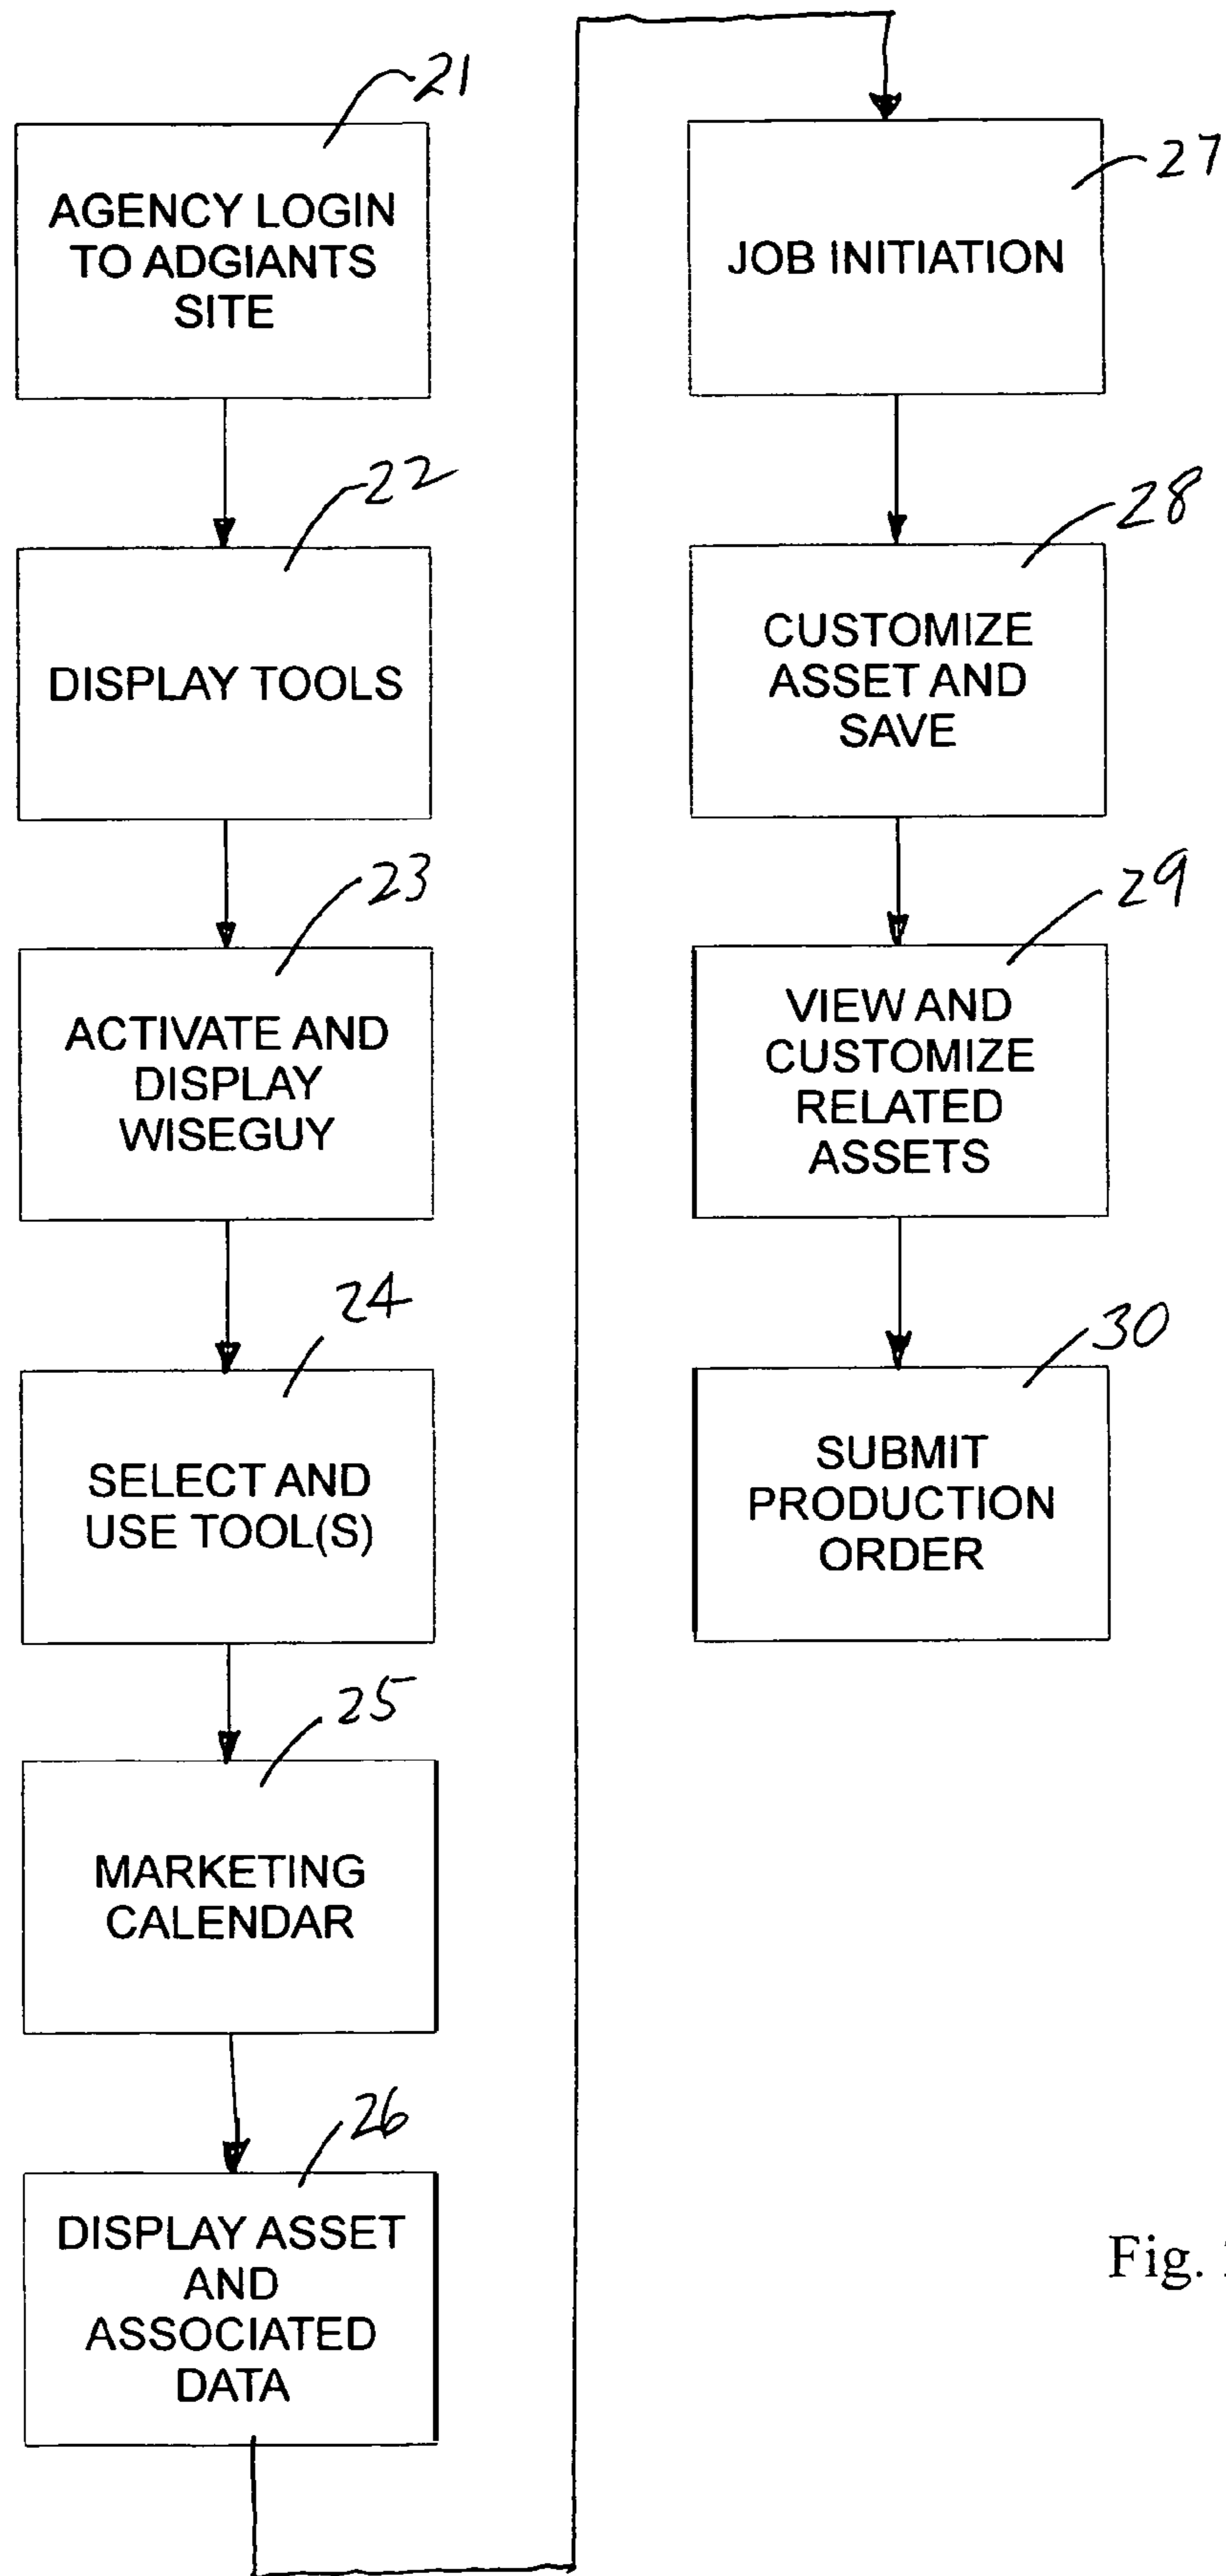 21
AGENCY LOGIN
TO ADGIANTS
SITE
22
DISPLAY TOOLS
23
ACTIVATE AND
DISPLAY
WISEGUY
24
SELECT AND
USE TOOL(S)
25
MARKETING
CALENDAR
26
DISPLAY ASSET
AND
ASSOCIATED
DATA
27
JOB INITIATION
28
CUSTOMIZE
ASSET AND
SAVE
29
VIEW AND
CUSTOMIZE
RELATED
ASSETS
30
SUBMIT
PRODUCTION
ORDER
Fig.